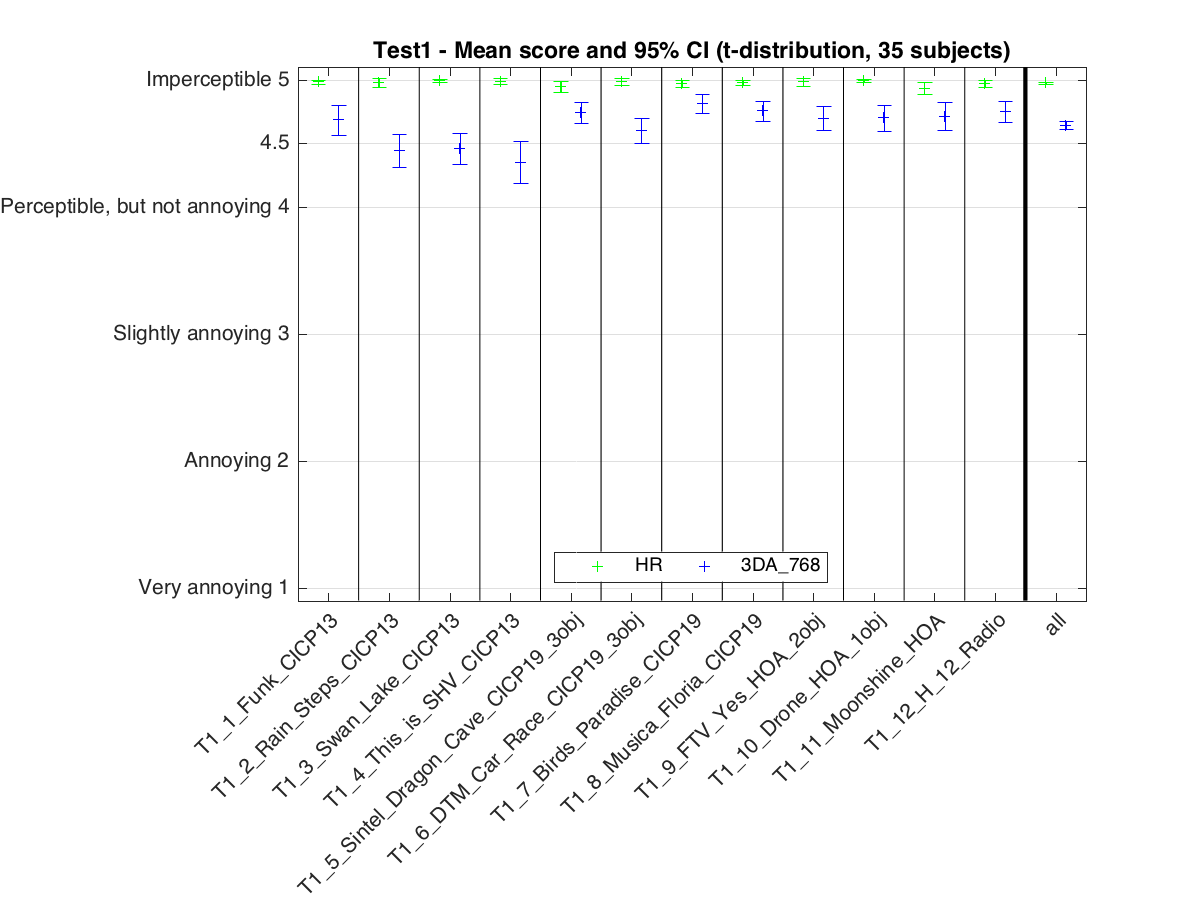 Test1 - Mean score and 95% CI (t-distribution, 35 subjects)
Imperceptible 5
4.5
Perceptible, but not annoying 4
Slightly annoying 3
Annoying 2
Very annoying 1
HR 3DA_768
T1_1_Funk_CICP13
T1_2_Rain_Steps_CICP13
T1_3_Swan_Lake_CICP13
T1_4_This_is_SHV_CICP13
T1_5_Sintel_Dragon_Cave_CICP19_3obj
T1_6_DTM_Car_Race_CICP19_3obj
T1_7_Birds_Paradise_CICP19
T1_8_Musica_Floria_CICP19
T1_9_FTV_Yes_HOA_2obj
T1_10_Drone_HOA_1obj
T1_11_Moonshine_HOA
T1_12_H_12_Radio
all